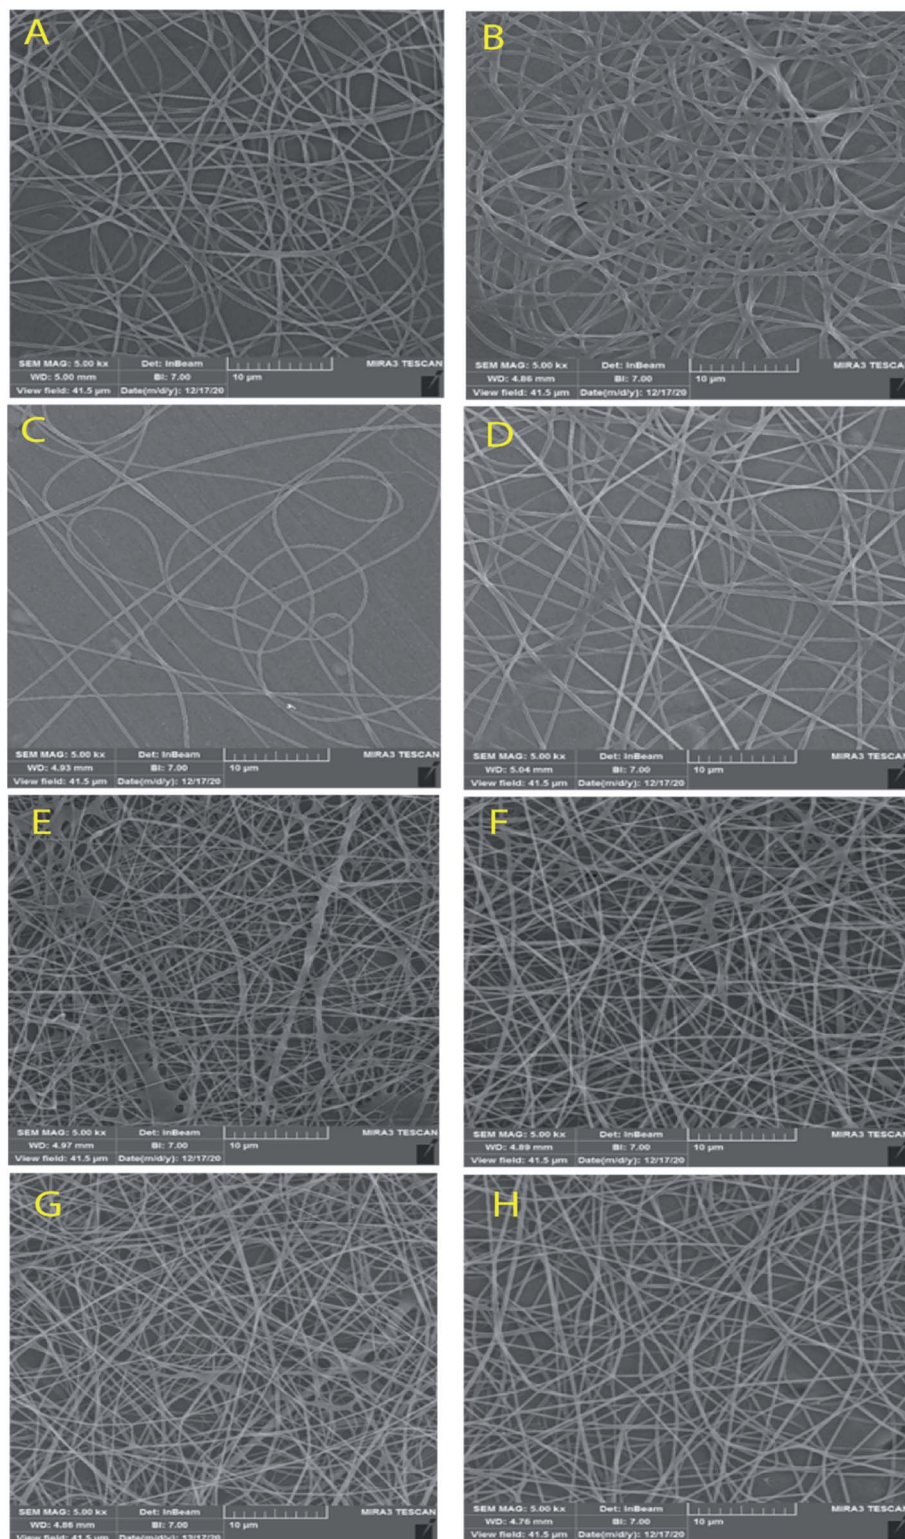 A
SEM MAG: 5.00 kx Det: InBeam MIRA3 TESCAN
WD: 5.00 mm BI: 7.00 10 µm
View field: 41.5 µm Date(m/d/y): 12/17/20
B
SEM MAG: 5.00 kx Det: InBeam MIRA3 TESCAN
WD: 4.86 mm BI: 7.00 10 µm
View field: 41.5 µm Date(m/d/y): 12/17/20
C
SEM MAG: 5.00 kx Det: InBeam MIRA3 TESCAN
WD: 4.93 mm BI: 7.00 10 µm
View field: 41.5 µm Date(m/d/y): 12/17/20
D
SEM MAG: 5.00 kx Det: InBeam MIRA3 TESCAN
WD: 5.04 mm BI: 7.00 10 µm
View field: 41.5 µm Date(m/d/y): 12/17/20
E
SEM MAG: 5.00 kx Det: InBeam MIRA3 TESCAN
WD: 4.97 mm BI: 7.00 10 µm
View field: 41.5 µm Date(m/d/y): 12/17/20
F
SEM MAG: 5.00 kx Det: InBeam MIRA3 TESCAN
WD: 4.89 mm BI: 7.00 10 µm
View field: 41.5 µm Date(m/d/y): 12/17/20
G
SEM MAG: 5.00 kx Det: InBeam MIRA3 TESCAN
WD: 4.86 mm BI: 7.00 10 µm
View field: 41.5 µm Date(m/d/y): 12/17/20
H
SEM MAG: 5.00 kx Det: InBeam MIRA3 TESCAN
WD: 4.76 mm BI: 7.00 10 µm
View field: 41.5 µm Date(m/d/y): 12/17/20